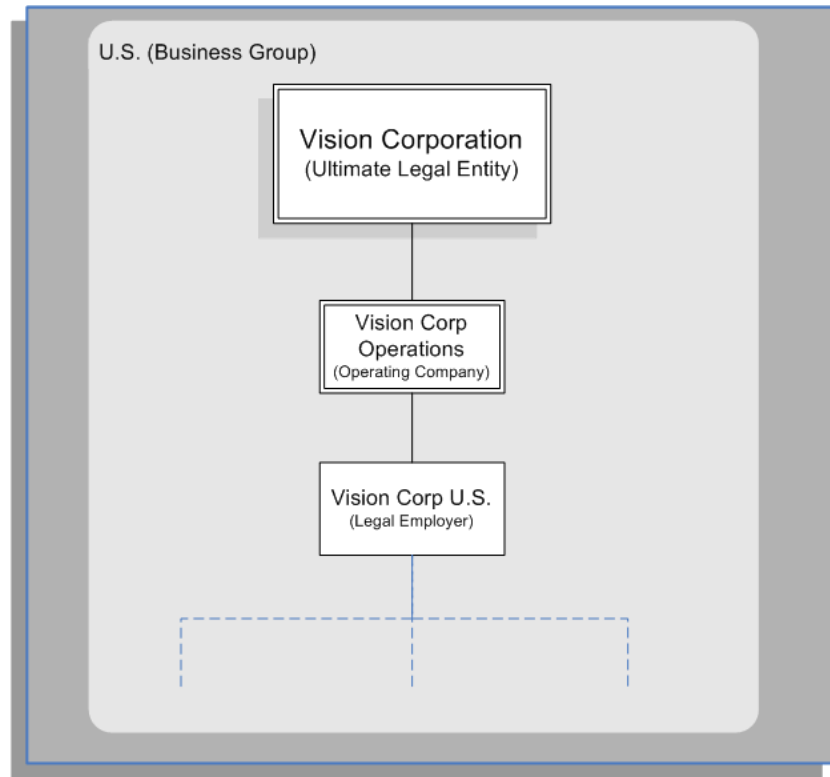 U.S. (Business Group)
Vision Corporation
(Ultimate Legal Entity)
Vision Corp
Operations
(Operating Company)
Vision Corp U.S.
(Legal Employer)